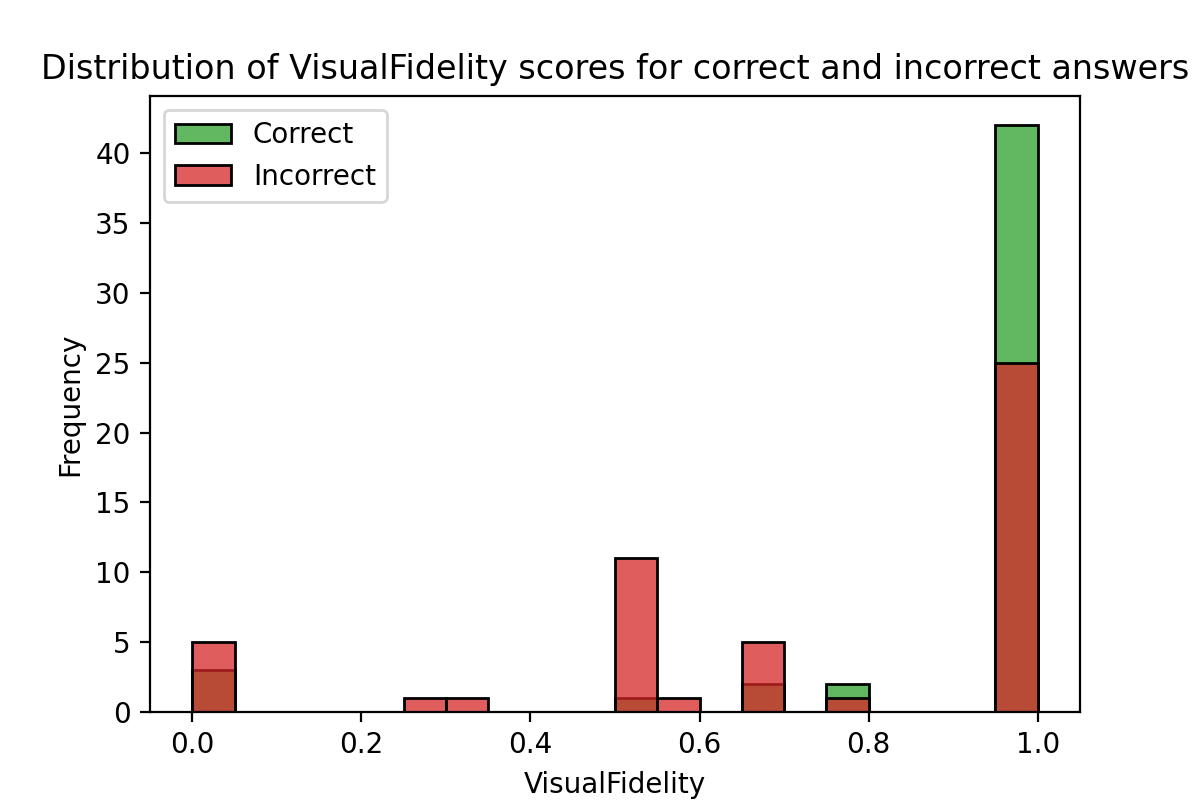 Distribution of VisualFidelity scores for correct and incorrect answers
Correct
Incorrect
Frequency
40
35
30
25
20
15
10
5
0
0.0 0.2 0.4 0.6 0.8 1.0
VisualFidelity